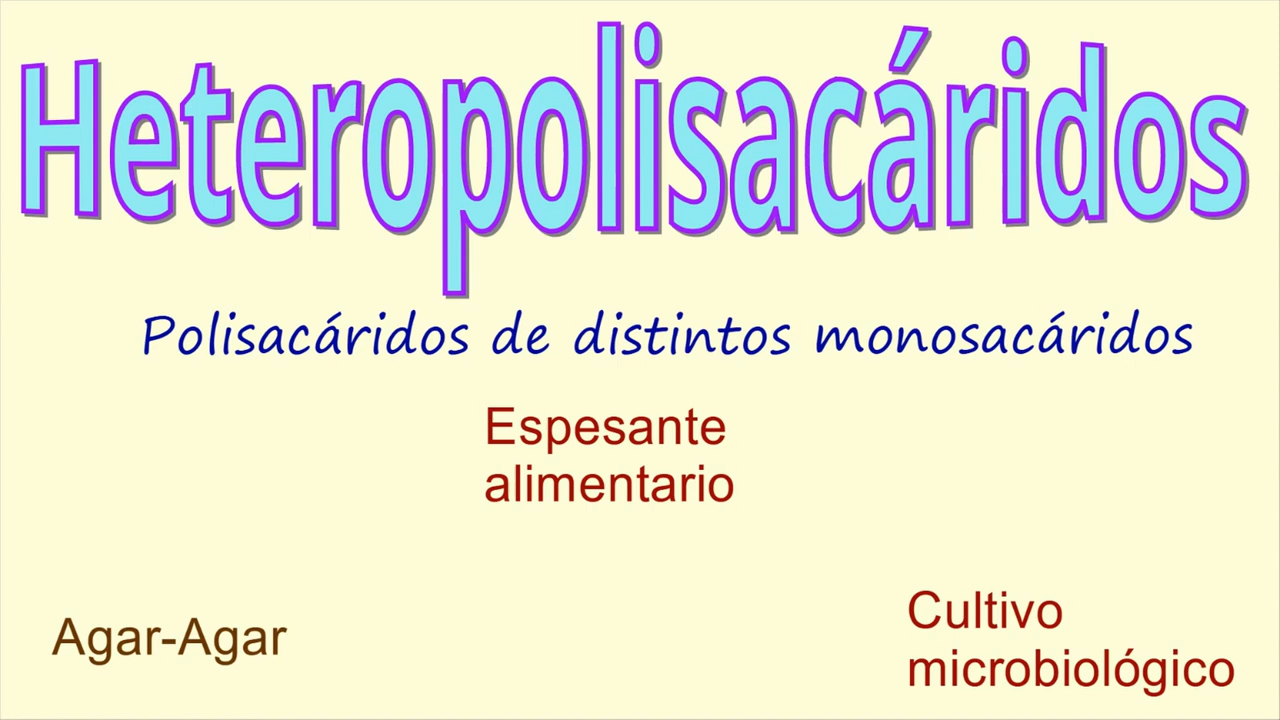 Heteropolisacáridos
Polisacáridos de distintos monosacáridos
Espesante
alimentario
Agar-Agar
Cultivo
microbiológico